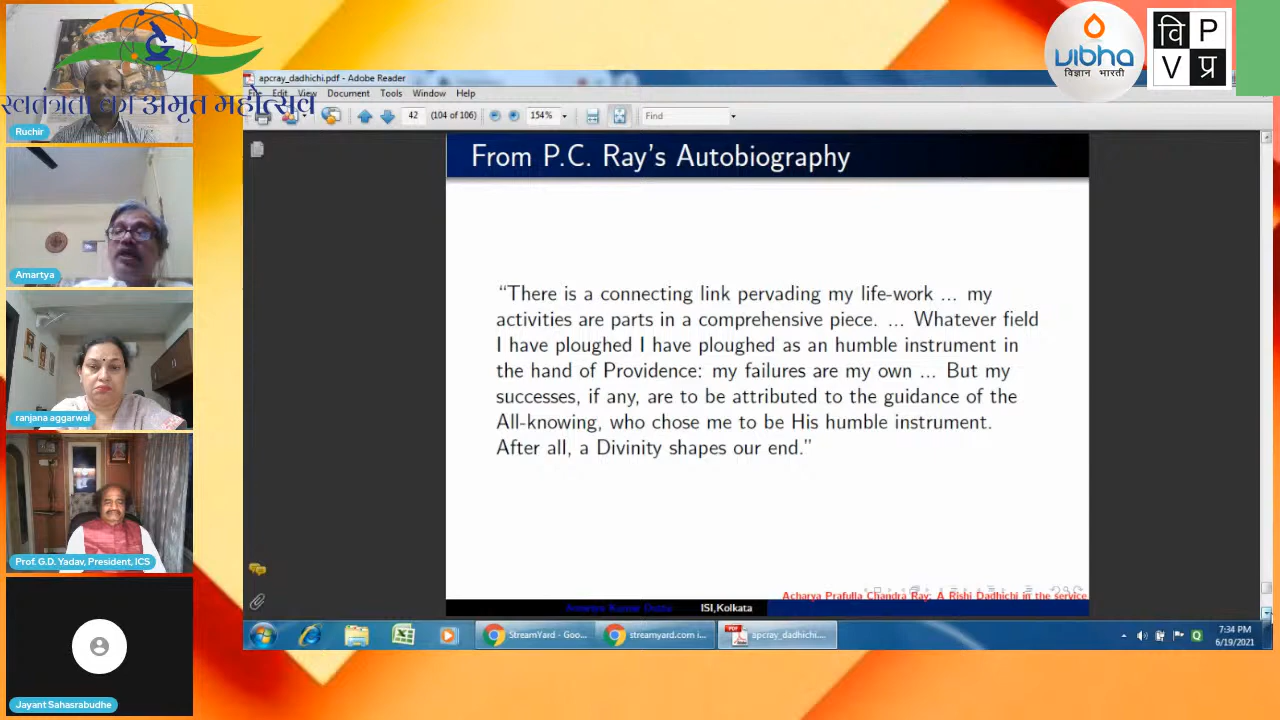 स्वतंत्रता का अमृत महोत्सव
Ruchir
Amartya
ranjana aggarwal
Prof. G.D. Yadav, President, ICS
Jayant Sahasrabudhe
vibha
विज्ञान भारती
वि P
V प्र
apcray_dadhichi.pdf - Adobe Reader
Edit View Document Tools Window Help
42 (104 of 106) 154% Find
From P.C. Ray's Autobiography
“There is a connecting link pervading my life-work ... my
activities are parts in a comprehensive piece. ... Whatever field
I have ploughed I have ploughed as an humble instrument in
the hand of Providence: my failures are my own ... But my
successes, if any, are to be attributed to the guidance of the
All-knowing, who chose me to be His humble instrument.
After all, a Divinity shapes our end.”
Acharya Prafulla Chandra Ray: A Rishi Dadhichi in the service
Amartya Kumar Dutta ISI,Kolkata
StreamYard - Goo...
streamyard.com i...
PDF
apcray_dadhichi....
7:34 PM
6/19/2021